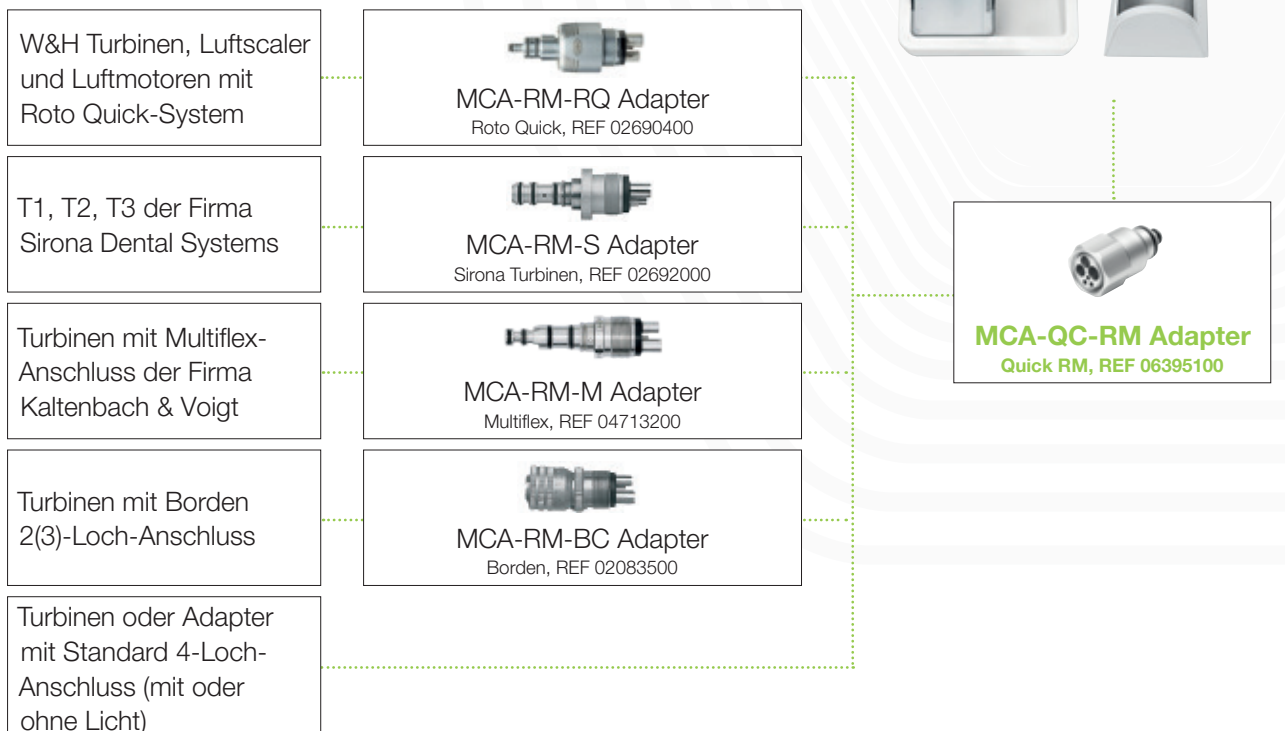 W&H Turbinen, Luftscaler
und Luftmotoren mit
Roto Quick-System
MCA-RM-RQ Adapter
Roto Quick, REF 02690400
T1, T2, T3 der Firma
Sirona Dental Systems
MCA-RM-S Adapter
Sirona Turbinen, REF 02692000
Turbinen mit Multiflex-
Anschluss der Firma
Kaltenbach & Voigt
MCA-RM-M Adapter
Multiflex, REF 04713200
Turbinen mit Borden
2(3)-Loch-Anschluss
MCA-RM-BC Adapter
Borden, REF 02083500
Turbinen oder Adapter
mit Standard 4-Loch-
Anschluss (mit oder
ohne Licht)
MCA-QC-RM Adapter
Quick RM, REF 06395100